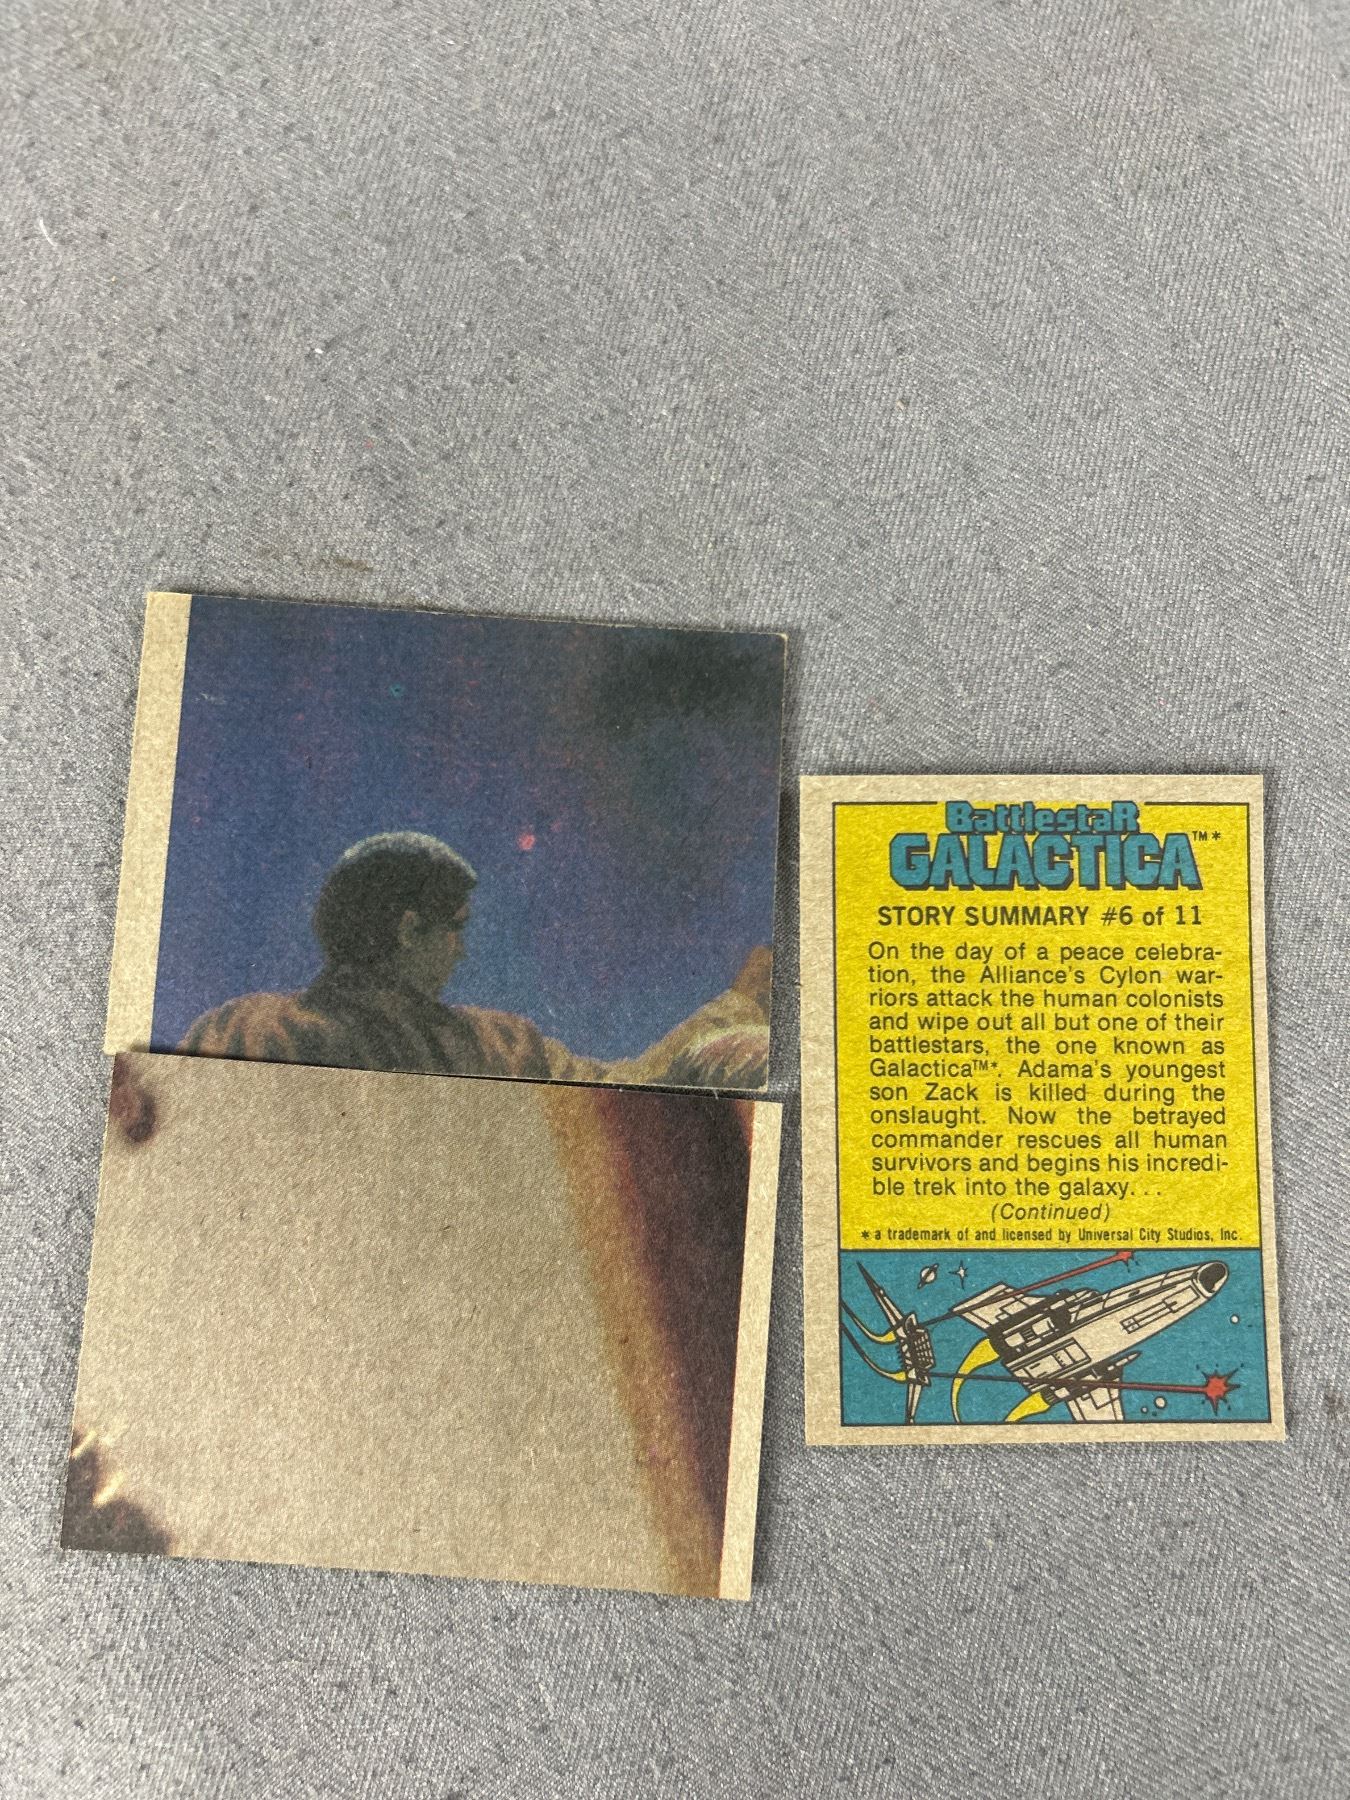 BattlestaR
GALACTICA™*
STORY SUMMARY #6 of 11
On the day of a peace celebra-
tion, the Alliance's Cylon war-
riors attack the human colonists
and wipe out all but one of their
battlestars, the one known as
Galactica™*. Adama's youngest
son Zack is killed during the
onslaught. Now the betrayed
commander rescues all human
survivors and begins his incredi-
ble trek into the galaxy. . .
(Continued)
* a trademark of and licensed by Universal City Studios, Inc.